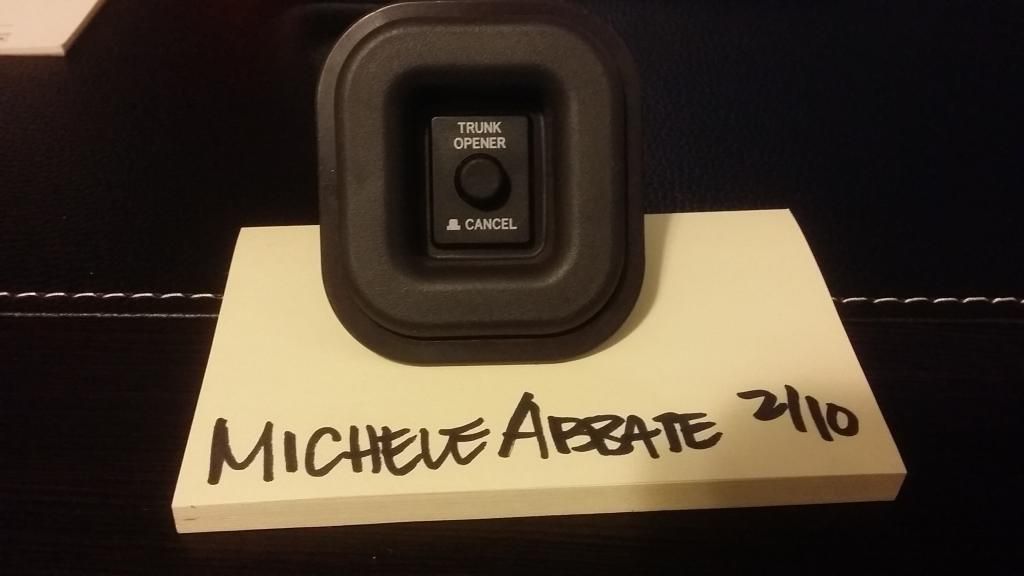 TRUNK
OPENER
CANCEL
MICHELE ABBATE 2/10